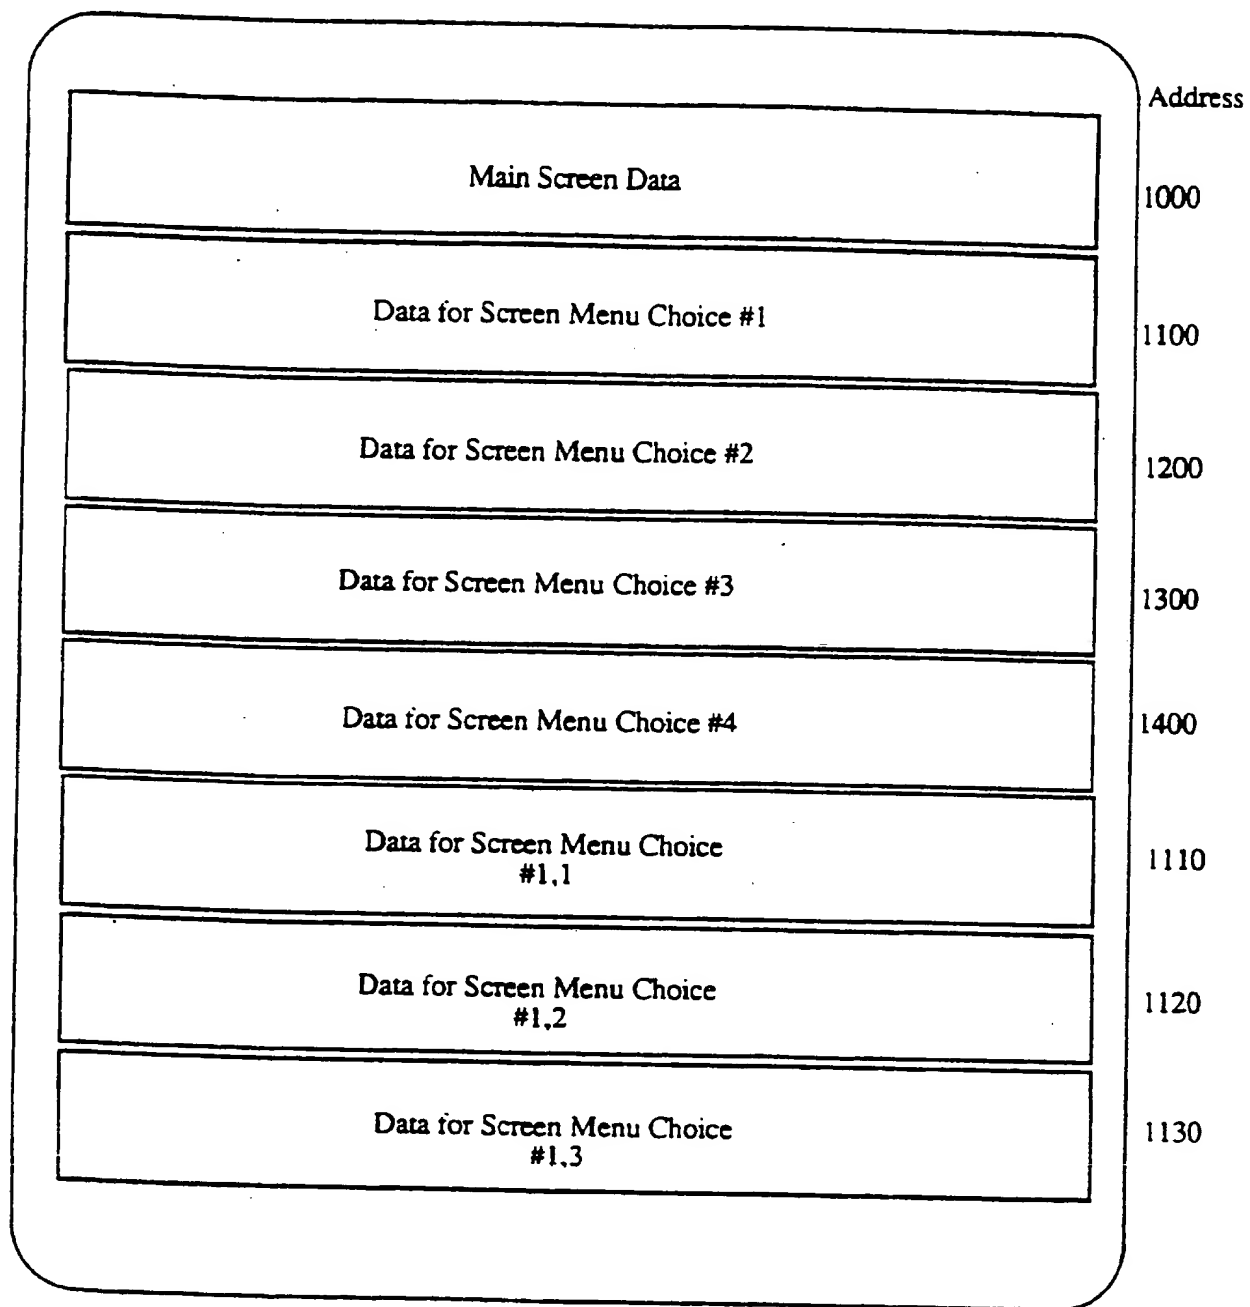 Address
Main Screen Data
1000
Data for Screen Menu Choice #1
1100
Data for Screen Menu Choice #2
1200
Data for Screen Menu Choice #3
1300
Data for Screen Menu Choice #4
1400
Data for Screen Menu Choice
#1,1
1110
Data for Screen Menu Choice
#1,2
1120
Data for Screen Menu Choice
#1,3
1130